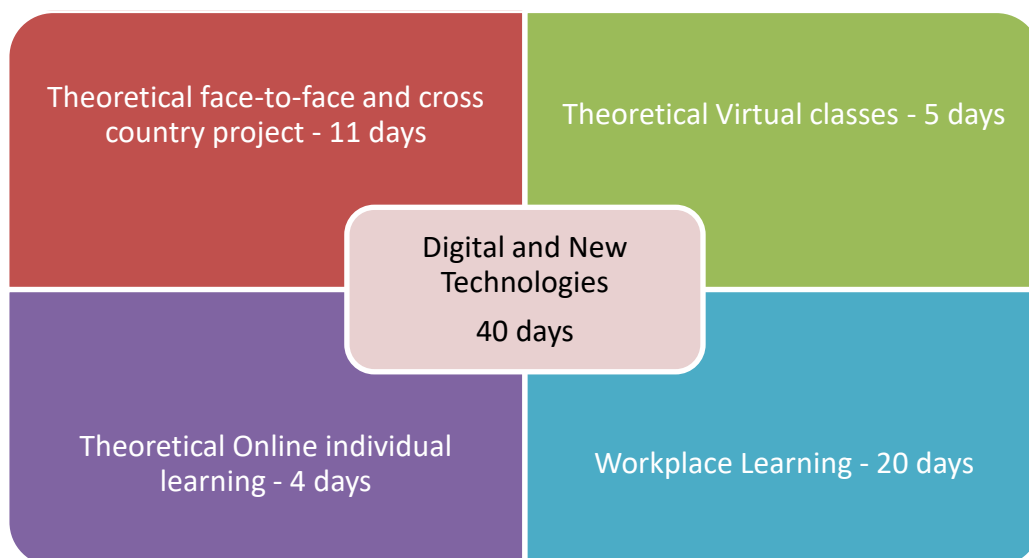 Theoretical face-to-face and cross
country project - 11 days
Theoretical Virtual classes - 5 days
Digital and New
Technologies
40 days
Theoretical Online individual
learning - 4 days
Workplace Learning - 20 days